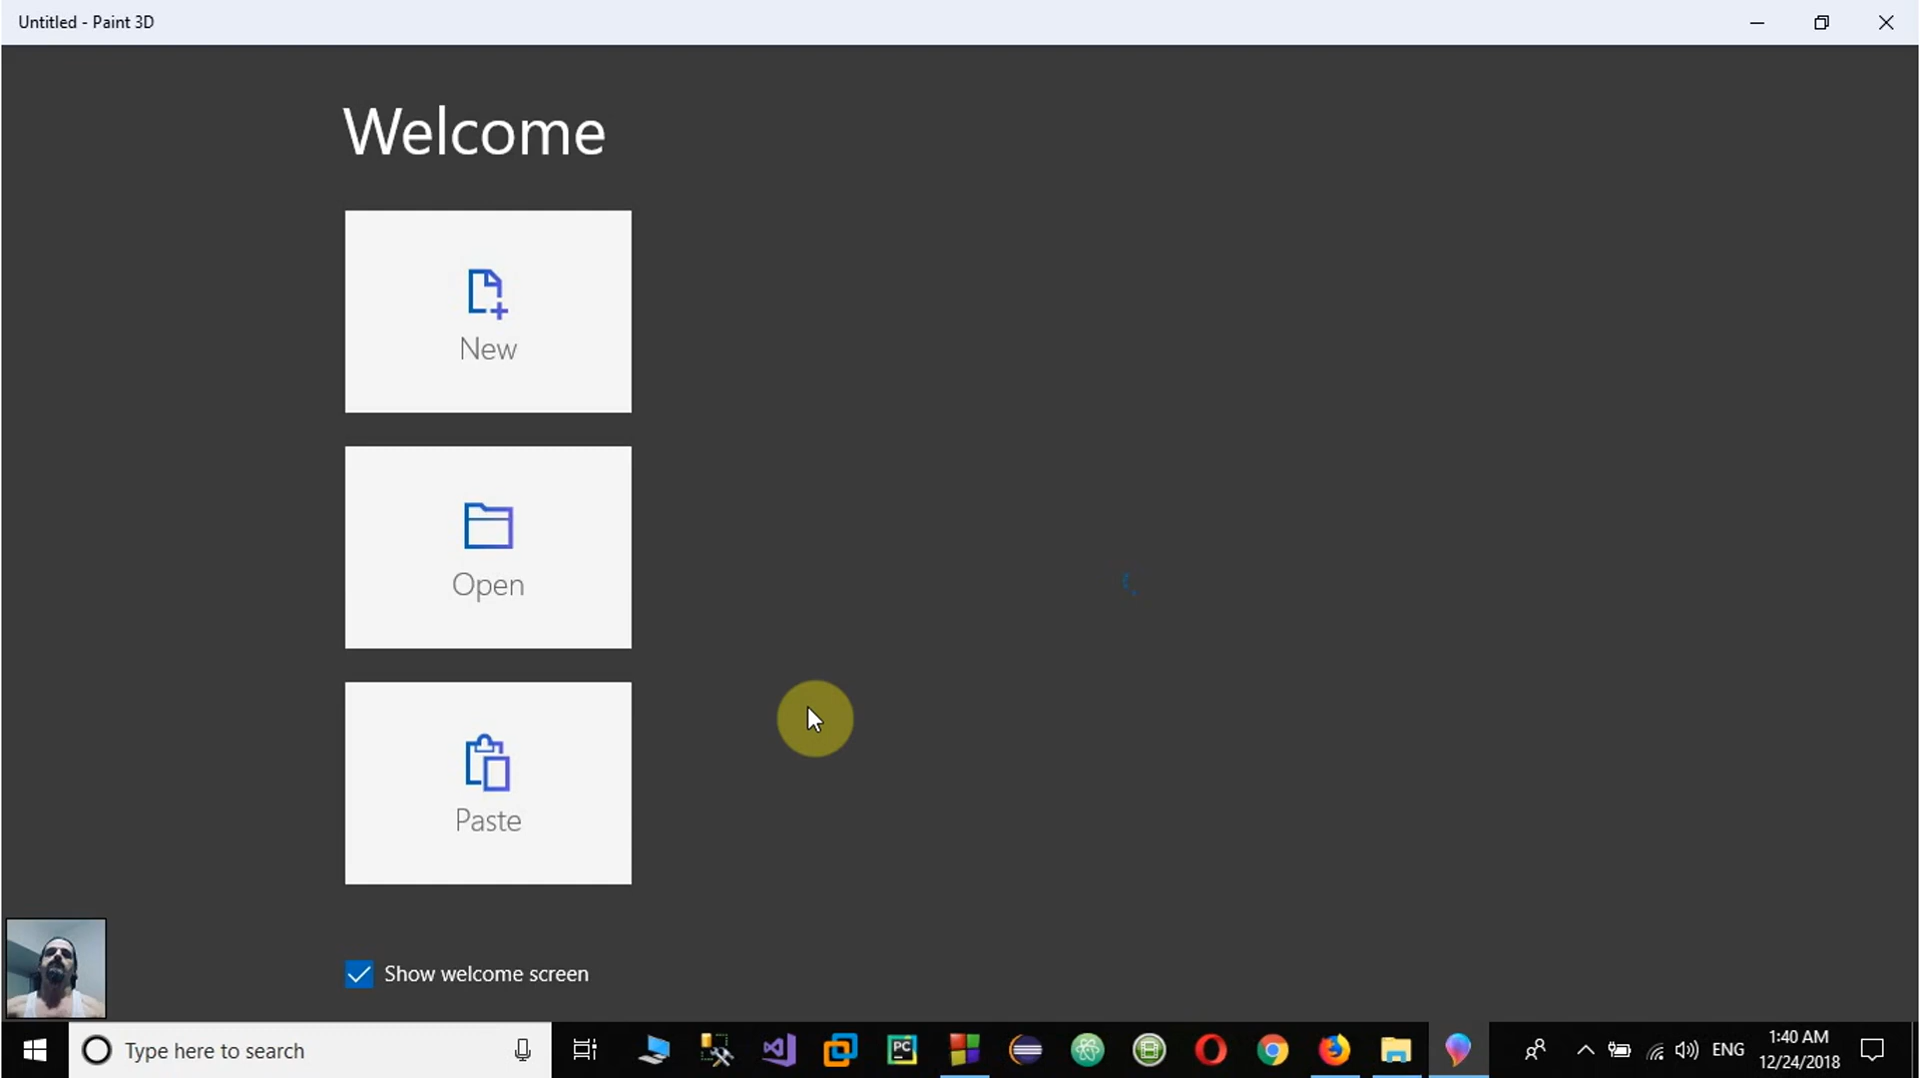 Untitled - Paint 3D
Welcome
New
Open
Paste
Show welcome screen
Type here to search
PC
ENG
1:40 AM
12/24/2018